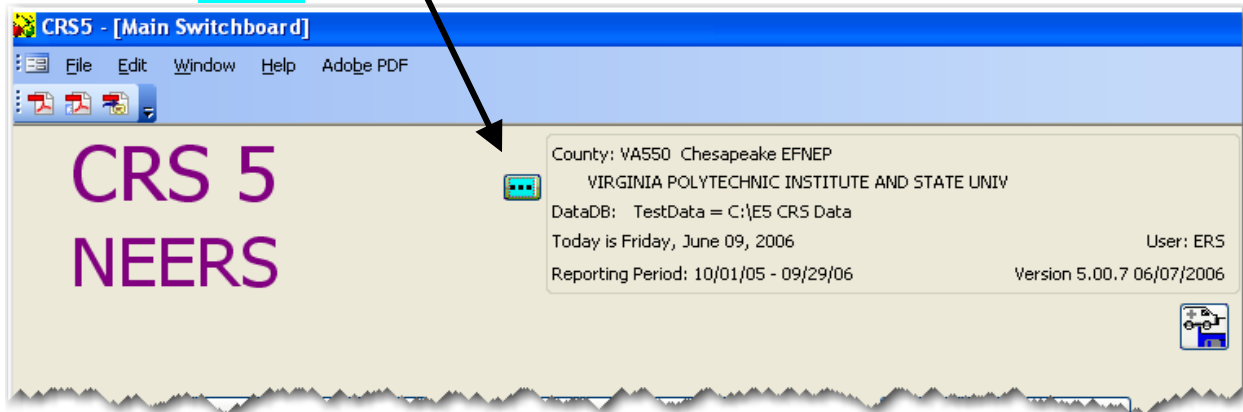 CRS5 - [Main Switchboard]
File Edit Window Help Adobe PDF
CRS 5
NEERS
County: VA550 Chesapeake EFNEP
VIRGINIA POLYTECHNIC INSTITUTE AND STATE UNIV
DataDB: TestData = C:\E5 CRS Data
Today is Friday, June 09, 2006 User: ERS
Reporting Period: 10/01/05 - 09/29/06 Version 5.00.7 06/07/2006